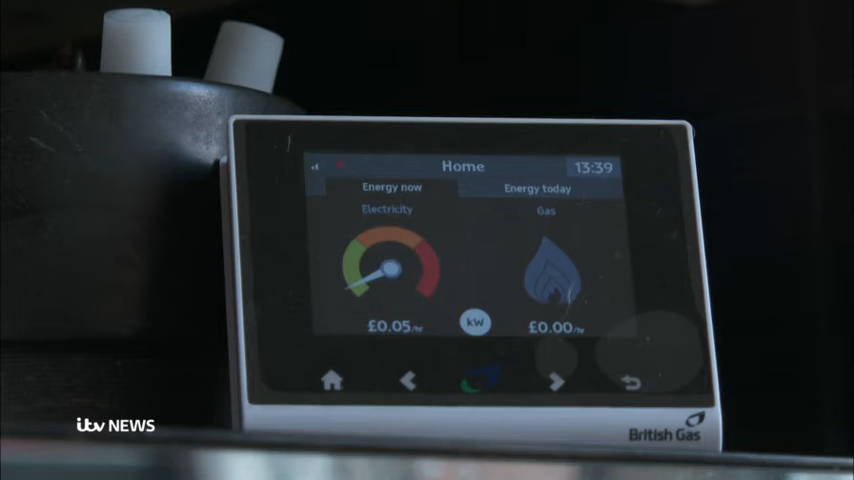 Home
13:39
Energy now
Energy today
Electricity
Gas
£0.05/hr
kW
£0.00/hr
itv NEWS
British Gas